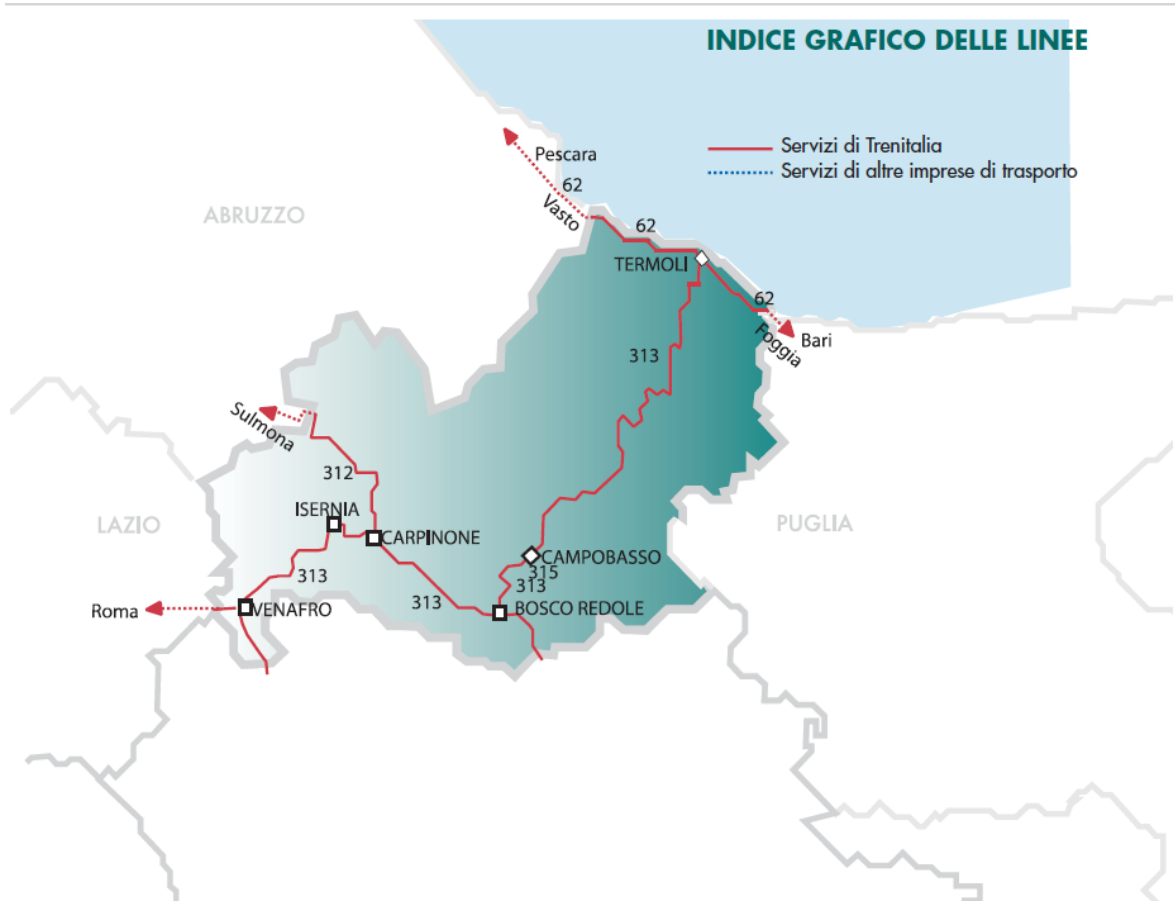 INDICE GRAFICO DELLE LINEE
Servizi di Trenitalia
Servizi di altre imprese di trasporto
Pescara
62
Vasto
ABRUZZO
62
TERMOLI
62
Foggia
Bari
313
Sulmona
312
ISERNIA
LAZIO
CARPINONE
PUGLIA
CAMPOBASSO
315
313
313
313
BOSCO REDOLE
Roma
VENAFRO